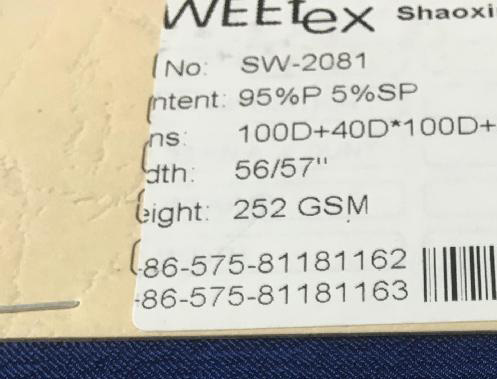 WEEtex Shaoxi
No: SW-2081
ntent: 95%P 5%SP
ns: 100D+40D*100D+
dth: 56/57"
eight: 252 GSM
-86-575-81181162
-86-575-81181163